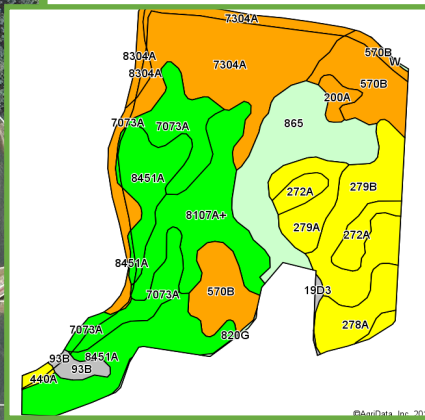 7304A
8304A
8304A
7304A
570B
W
570B
200A
7073A
7073A
865
8451A
272A
279B
8107A+
279A
272A
8451A
7073A
570B
19D3
278A
7073A
820G
93B
8451A
93B
440A
©AgriData, Inc. 20